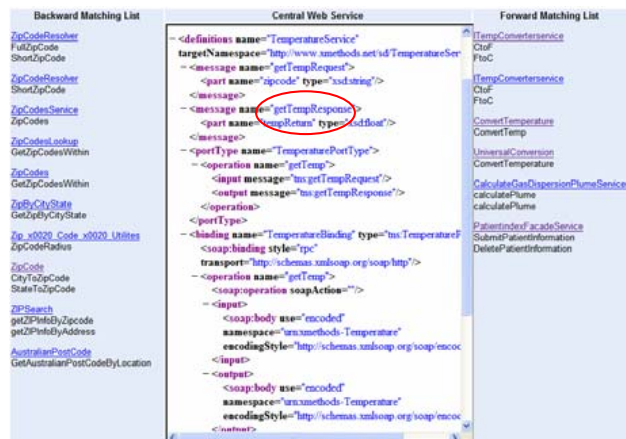 Backward Matching List
ZipCodeResolver
FullZipCode
ShortZipCode
ZipCodeResolver
ShortZipCode
ZipCodesService
ZipCodes
ZipCodesLookup
GetZipCodesWithin
ZipCodes
GetZipCodesWithin
ZipByCityState
GetZipByCityState
Zip_x0020_Code_x0020_Utilites
ZipCodeRadius
ZipCode
CityToZipCode
StateToZipCode
ZIPSearch
getZIPInfoByZipcode
getZIPInfoByAddress
AustralianPostCode
GetAustralianPostCodeByLocation
Central Web Service
- <definitions name="TemperatureService"
targetNamespace="http://www.xmethods.net/sd/TemperatureSer
- <message name="getTempRequest">
<part name="zipcode" type="xsd:string"/>
</message>
- <message name="getTempResponse">
<part name="tempReturn" type="xsd:float"/>
</message>
- <portType name="TemperaturePortType">
- <operation name="getTemp">
<input message="tns:getTempRequest"/>
<output message="tns:getTempResponse"/>
</operation>
</portType>
- <binding name="TemperatureBinding" type="tns:TemperatureP
<soap:binding style="rpc"
transport="http://schemas.xmlsoap.org/soap/http"/>
- <operation name="getTemp">
<soap:operation soapAction=""/>
- <input>
<soap:body use="encoded"
namespace="urn:xmethods-Temperature"
encodingStyle="http://schemas.xmlsoap.org/soap/encoc
</input>
- <output>
<soap:body use="encoded"
namespace="urn:xmethods-Temperature"
encodingStyle="http://schemas.xmlsoap.org/soap/encoc
</output>
Forward Matching List
ITempConverterservice
CtoF
FtoC
ITempConverterservice
CtoF
FtoC
ConvertTemperature
ConvertTemp
UniversalConversion
ConvertTemperature
CalculateGasDispersionPlumeService
calculatePlume
calculatePlume
PatientIndexFacadeService
SubmitPatientInformation
DeletePatientInformation